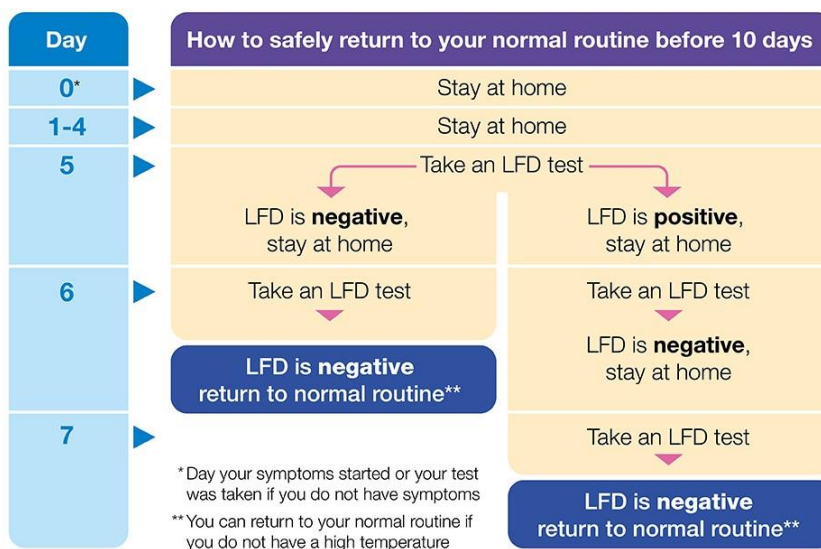 Day
How to safely return to your normal routine before 10 days
0*
Stay at home
1-4
Stay at home
5
Take an LFD test
LFD is negative,
stay at home
LFD is positive,
stay at home
6
Take an LFD test
LFD is negative
return to normal routine**
Take an LFD test
LFD is negative,
stay at home
7
Take an LFD test
LFD is negative
return to normal routine**
* Day your symptoms started or your test
was taken if you do not have symptoms
** You can return to your normal routine if
you do not have a high temperature